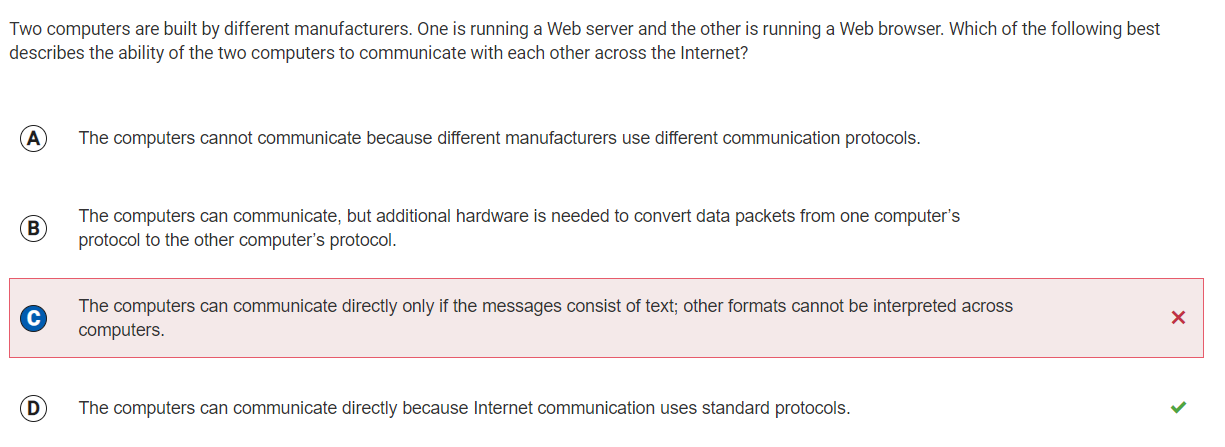 Two computers are built by different manufacturers. One is running a Web server and the other is running a Web browser. Which of the following best
describes the ability of the two computers to communicate with each other across the Internet?
A The computers cannot communicate because different manufacturers use different communication protocols.
B The computers can communicate, but additional hardware is needed to convert data packets from one computer’s
protocol to the other computer’s protocol.
C The computers can communicate directly only if the messages consist of text; other formats cannot be interpreted across
computers.
D The computers can communicate directly because Internet communication uses standard protocols.